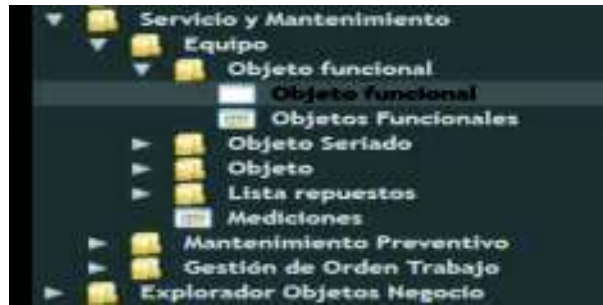 Servicio y Mantenimiento
Equipo
Objeto funcional
Objeto funcional
Objetos Funcionales
Objeto Seriado
Objeto
Lista repuestos
Mediciones
Mantenimiento Preventivo
Gestión de Orden Trabajo
Explorador Objetos Negocio